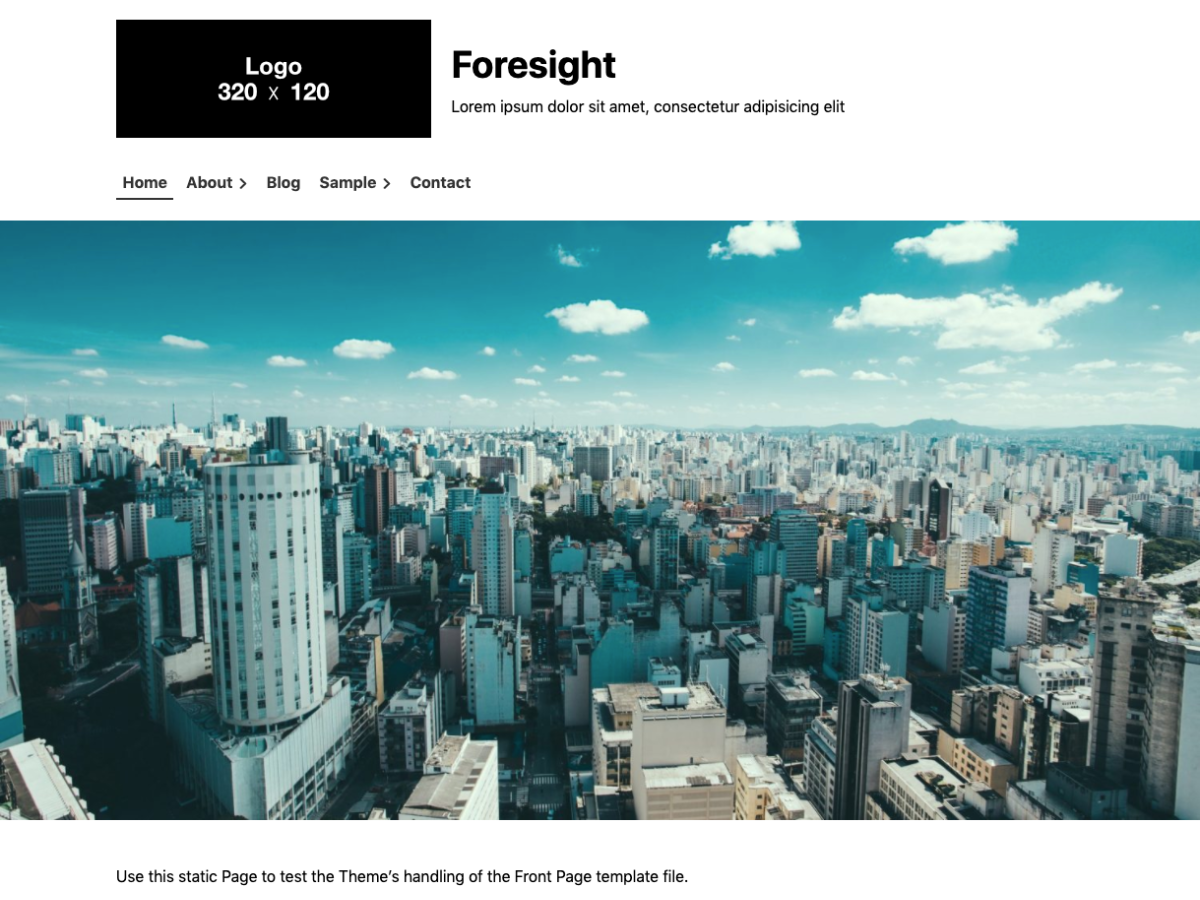 Logo
320 x 120
Foresight
Lorem ipsum dolor sit amet, consectetur adipisicing elit
Home About Blog Sample Contact
Use this static Page to test the Theme’s handling of the Front Page template file.